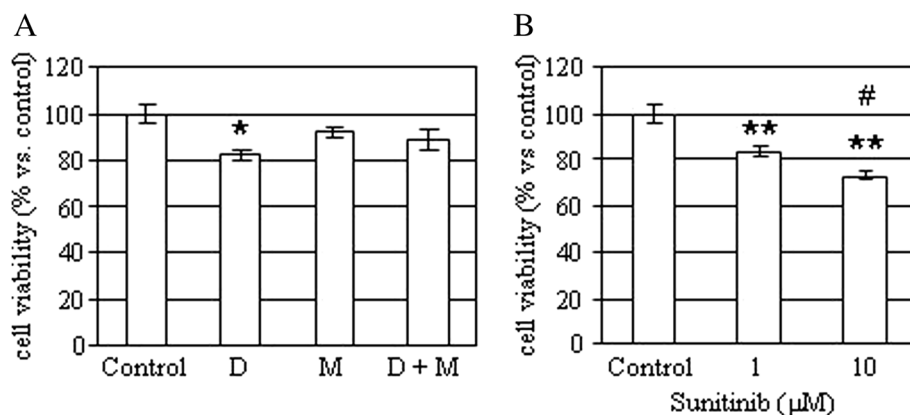 A
cell viability (% vs. control)
120
100
80
60
40
20
0
*
Control D M D + M
B
cell viability (% vs control)
120
100
80
60
40
20
0
#
** **
Control 1 10
Sunitinib (µM)